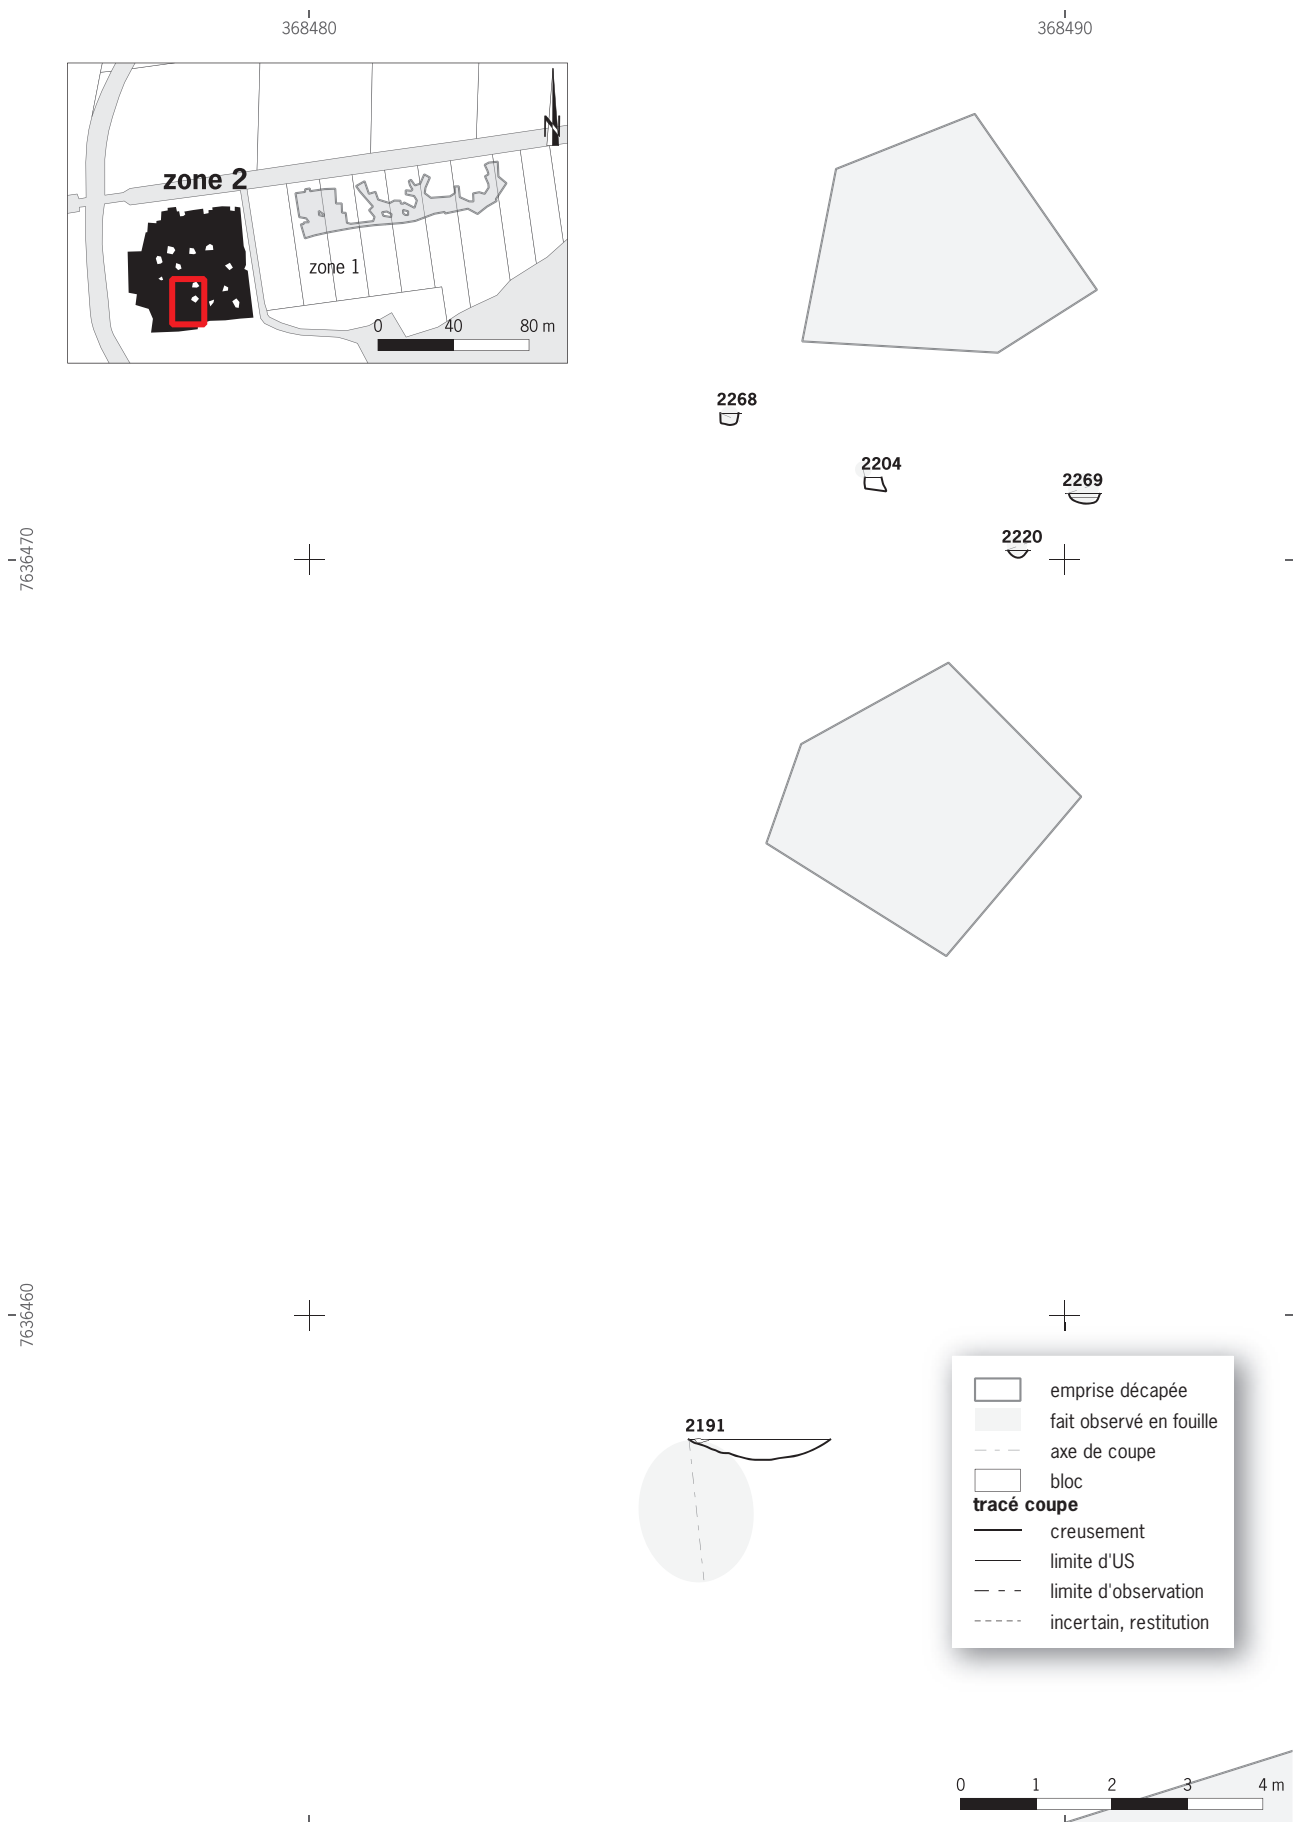 368480
368490
zone 2
zone 1
N
0 40 80 m
2268
2204
2269
2220
7636470
7636460
2191
emprise décapée
fait observé en fouille
axe de coupe
bloc
tracé coupe
creusement
limite d'US
limite d'observation
incertain, restitution
0 1 2 3 4 m